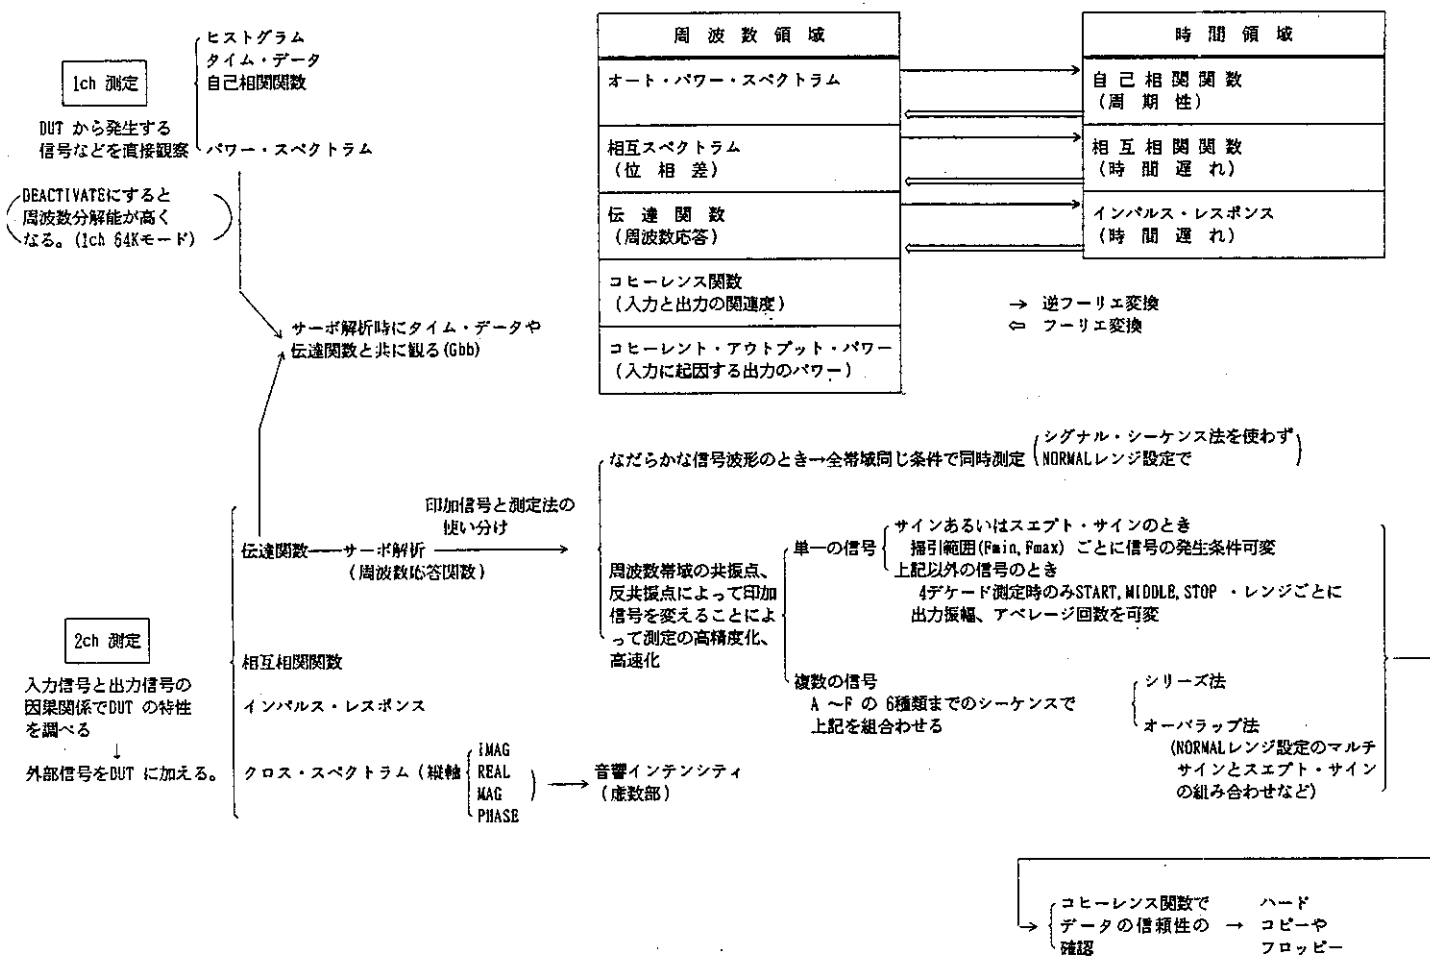 1ch 測定
DUT から発生する
信号などを直接観察
ヒストグラム
タイム・データ
自己相関関数
パワー・スペクトラム
DEACTIVATEにすると
周波数分解能が高く
なる。(1ch 64Kモード)
サーボ解析時にタイム・データや
伝達関数と共に観る(Gbb)
周波数領域
オート・パワー・スペクトラム
相互スペクトラム
(位相差)
伝達関数
(周波数応答)
コヒーレンス関数
(入力と出力の関連度)
コヒーレント・アウトプット・パワー
(入力に起因する出力のパワー)
時間領域
自己相関関数
(周期性)
相互相関関数
(時間遅れ)
インパルス・レスポンス
(時間遅れ)
→ 逆フーリエ変換
⇦ フーリエ変換
2ch 測定
入力信号と出力信号の
因果関係でDUT の特性
を調べる
↓
外部信号をDUT に加える。
伝達関数――サーボ解析
(周波数応答関数)
印加信号と測定法の
使い分け
相互相関関数
インパルス・レスポンス
クロス・スペクトラム (縦軸
IMAG
REAL
MAG
PHASE
)
→ 音響インテンシティ
(虚数部)
なだらかな信号波形のとき→全帯域同じ条件で同時測定
(シグナル・シーケンス法を使わず
NORMALレンジ設定で)
周波数帯域の共振点、
反共振点によって印加
信号を変えることによ
って測定の高精度化、
高速化
単一の信号
サインあるいはスエプト・サインのとき
掃引範囲(Fmin,Fmax) ごとに信号の発生条件可変
上記以外の信号のとき
4デケード測定時のみSTART,MIDDLE,STOP ・レンジごとに
出力振幅、アベレージ回数を可変
複数の信号
A ～F の 6種類までのシーケンスで
上記を組合わせる
シリーズ法
オーバラップ法
(NORMALレンジ設定のマルチ
サインとスエプト・サイン
の組み合わせなど)
コヒーレンス関数で
データの信頼性の
確認
→
ハード
コピーや
フロッピー